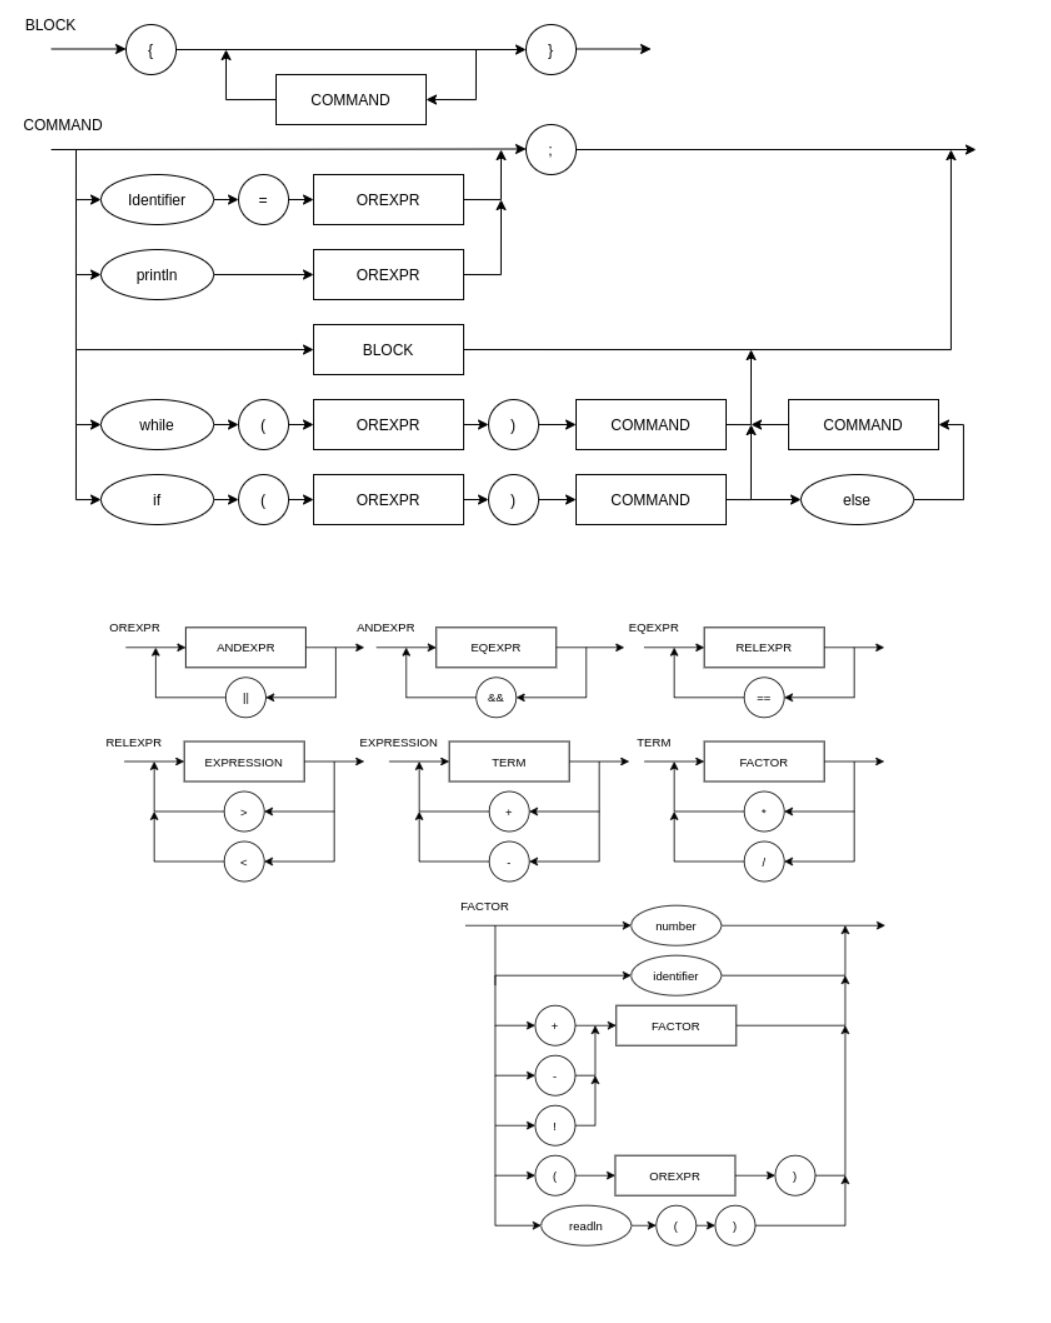 BLOCK
{ }
COMMAND
COMMAND
;
Identifier = OREXPR
println OREXPR
BLOCK
while ( OREXPR ) COMMAND COMMAND
if ( OREXPR ) COMMAND else
OREXPR ANDEXPR EQEXPR
ANDEXPR EQEXPR RELEXPR
|| && ==
RELEXPR EXPRESSION TERM
EXPRESSION TERM FACTOR
> + *
< - /
FACTOR
number
identifier
+ FACTOR
-
!
( OREXPR )
readln ( )